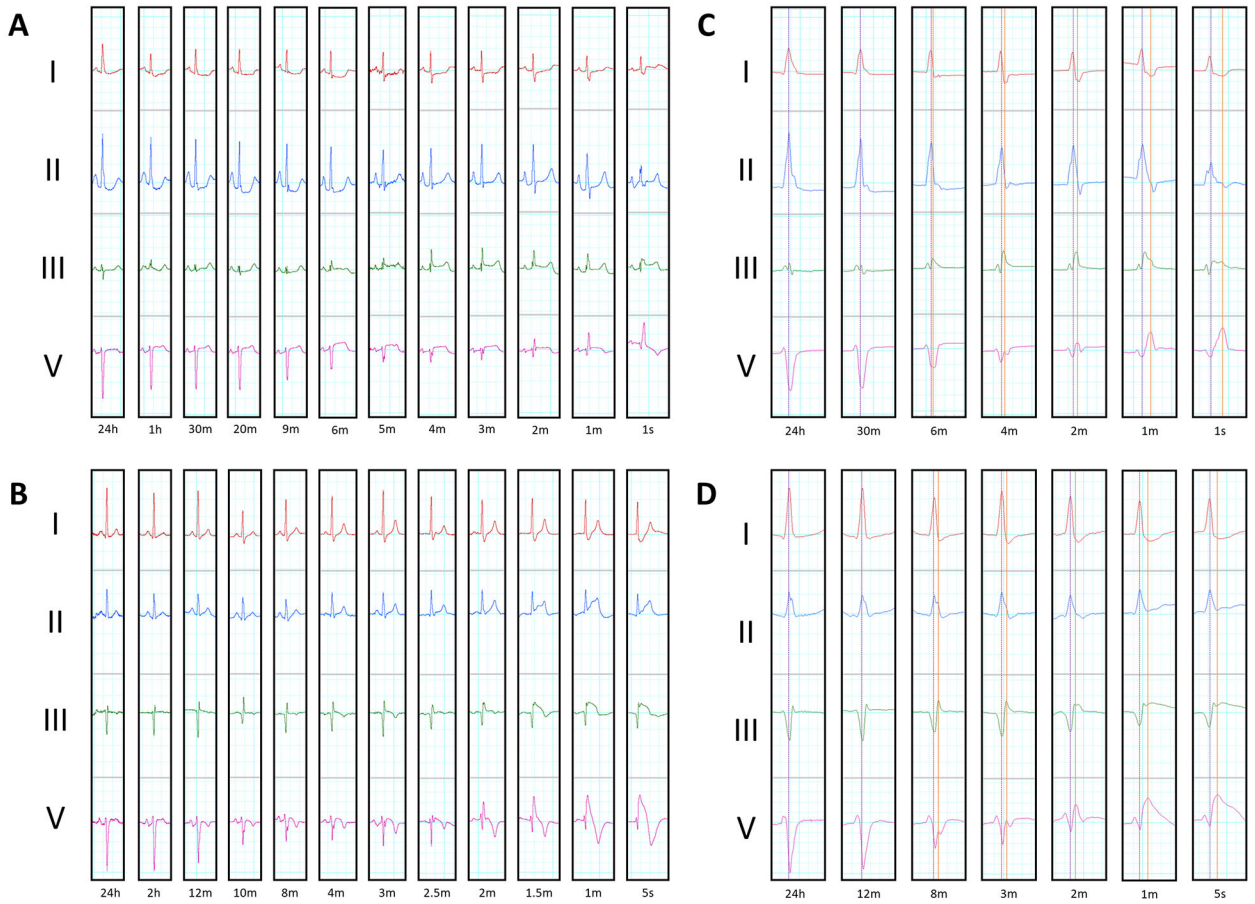 A
I
II
III
V
24h 1h 30m 20m 9m 6m 5m 4m 3m 2m 1m 1s
C
I
II
III
V
24h 30m 6m 4m 2m 1m 1s
B
I
II
III
V
24h 2h 12m 10m 8m 4m 3m 2.5m 2m 1.5m 1m 5s
D
I
II
III
V
24h 12m 8m 3m 2m 1m 5s